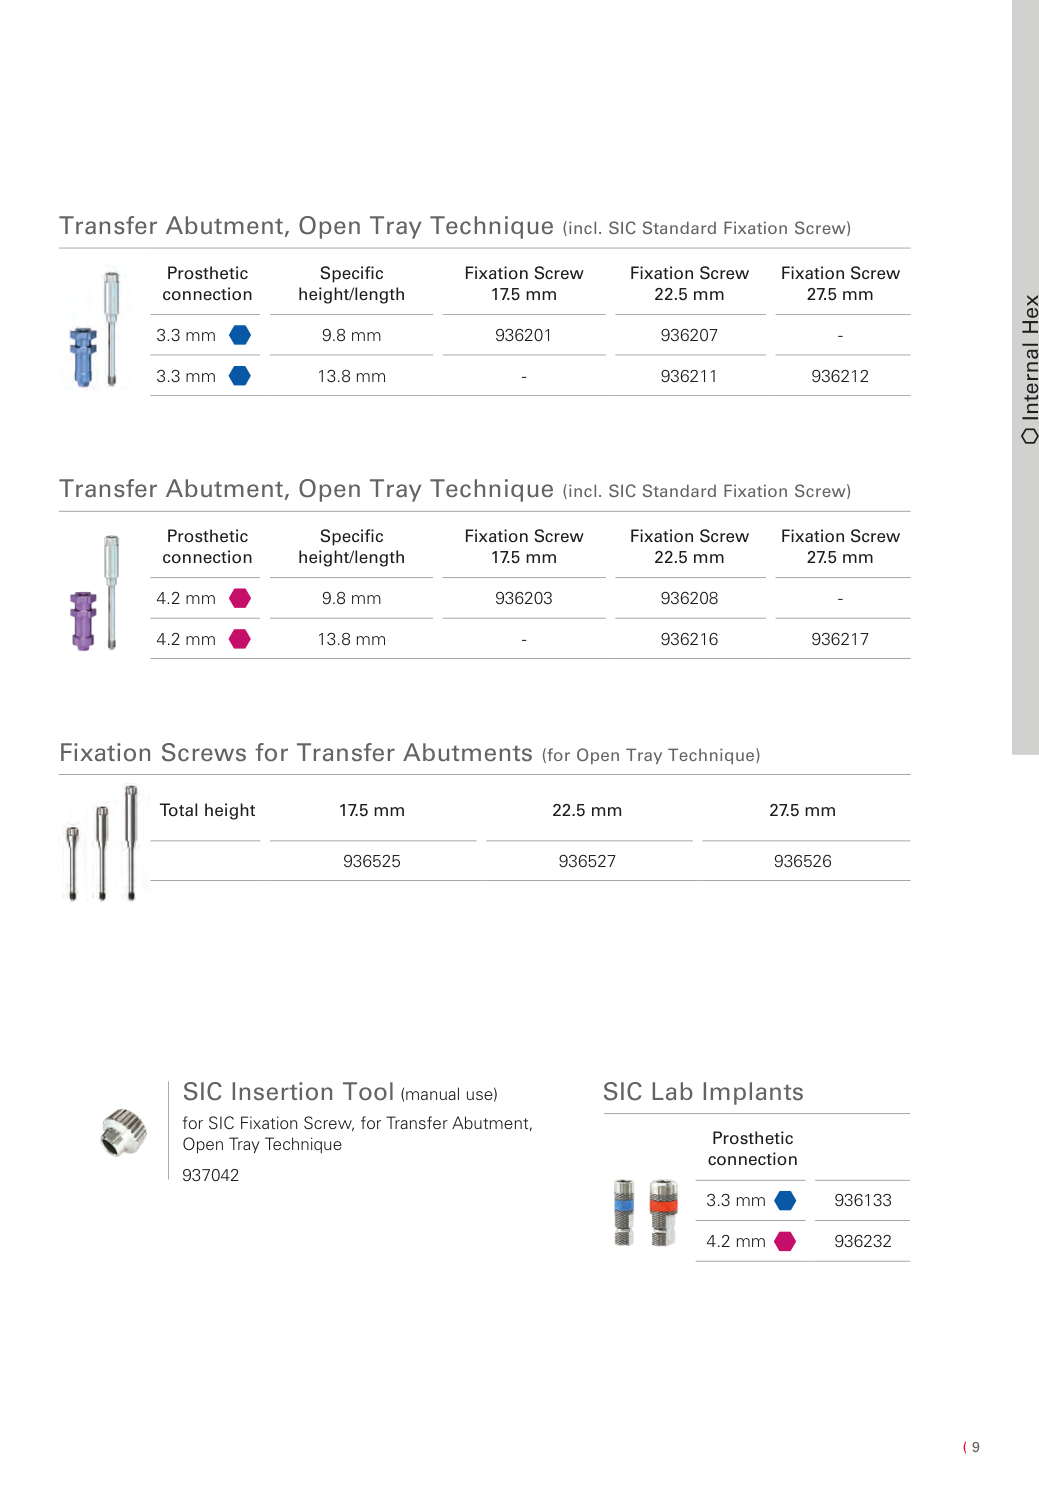 Transfer Abutment, Open Tray Technique (incl. SIC Standard Fixation Screw)
Prosthetic connection Specific height/length Fixation Screw 17.5 mm Fixation Screw 22.5 mm Fixation Screw 27.5 mm
3.3 mm 9.8 mm 936201 936207 -
3.3 mm 13.8 mm - 936211 936212
Internal Hex
Transfer Abutment, Open Tray Technique (incl. SIC Standard Fixation Screw)
Prosthetic connection Specific height/length Fixation Screw 17.5 mm Fixation Screw 22.5 mm Fixation Screw 27.5 mm
4.2 mm 9.8 mm 936203 936208 -
4.2 mm 13.8 mm - 936216 936217
Fixation Screws for Transfer Abutments (for Open Tray Technique)
Total height 17.5 mm 22.5 mm 27.5 mm
936525 936527 936526
SIC Insertion Tool (manual use)
for SIC Fixation Screw, for Transfer Abutment,
Open Tray Technique
937042
SIC Lab Implants
Prosthetic
connection
3.3 mm 936133
4.2 mm 936232
( 9